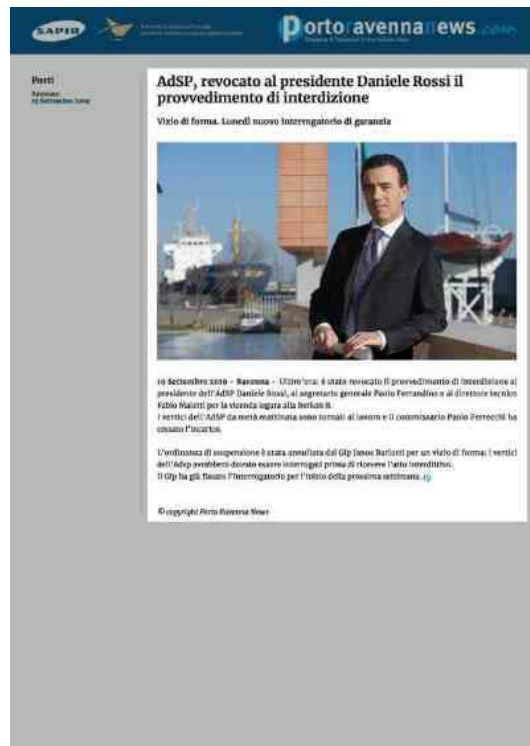 SAPIR
Portoravennanews.com
Porti
AdSP, revocato al presidente Daniele Rossi il
provvedimento di interdizione
Vizio di forma. Lunedì nuovo interrogatorio di garanzia
19 Settembre 2019 - Ravenna - Ultim'ora: è stato revocato il provvedimento di interdizione al
presidente dell'AdSP Daniele Rossi, al segretario generale Paolo Ferrandino e al direttore tecnico
Fabio Maletti per la vicenda legata alla Berkan B.
I vertici dell'AdSP da metà mattinata sono tornati al lavoro e il commissario Paolo Ferrecchi ha
cessato l'incarico.
L'ordinanza di sospensione è stata annullata dal Gip Janos Barlotti per un vizio di forma: i vertici
dell'Adsp avrebbero dovuto essere interrogati prima di ricevere l'atto interdittivo.
Il Gip ha già fissato l'interrogatorio per l'inizio della prossima settimana.
© copyright Porto Ravenna News